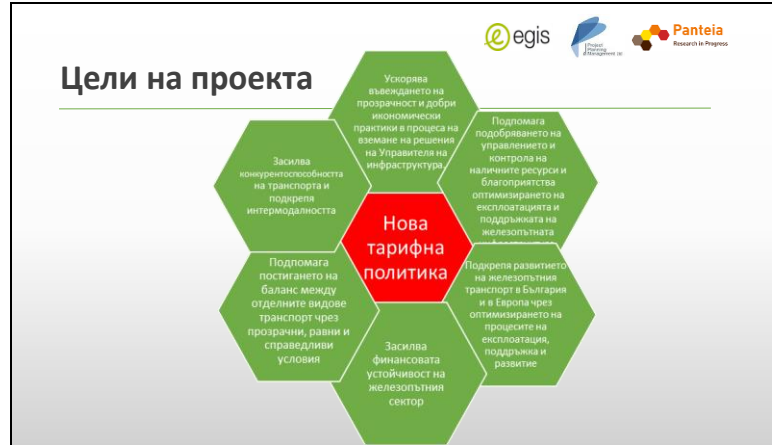 egis
Project
Planning
Management
Panteia
Research in Progress
Цели на проекта
Ускорява
въвеждането на
прозрачност и добри
икономически
практики в процеса на
вземане на решения
на Управителя на
инфраструктура
Подпомага
подобряването на
управлението и
контрола на
наличните ресурси и
благоприятства
оптимизирането на
експлоатацията и
поддръжката на
железопътната
Засилва
конкурентоспособността
на транспорта и
подкрепя
интермодалността
Нова
тарифна
политика
Подпомага
постигането на
баланс между
отделните видове
транспорт чрез
прозрачни, равни и
справедливи
условия
Подкрепя развитието
на железопътния
транспорт в България
и в Европа чрез
оптимизирането на
процесите на
експлоатация,
поддръжка и
развитие
Засилва
финансовата
устойчивост на
железопътния
сектор